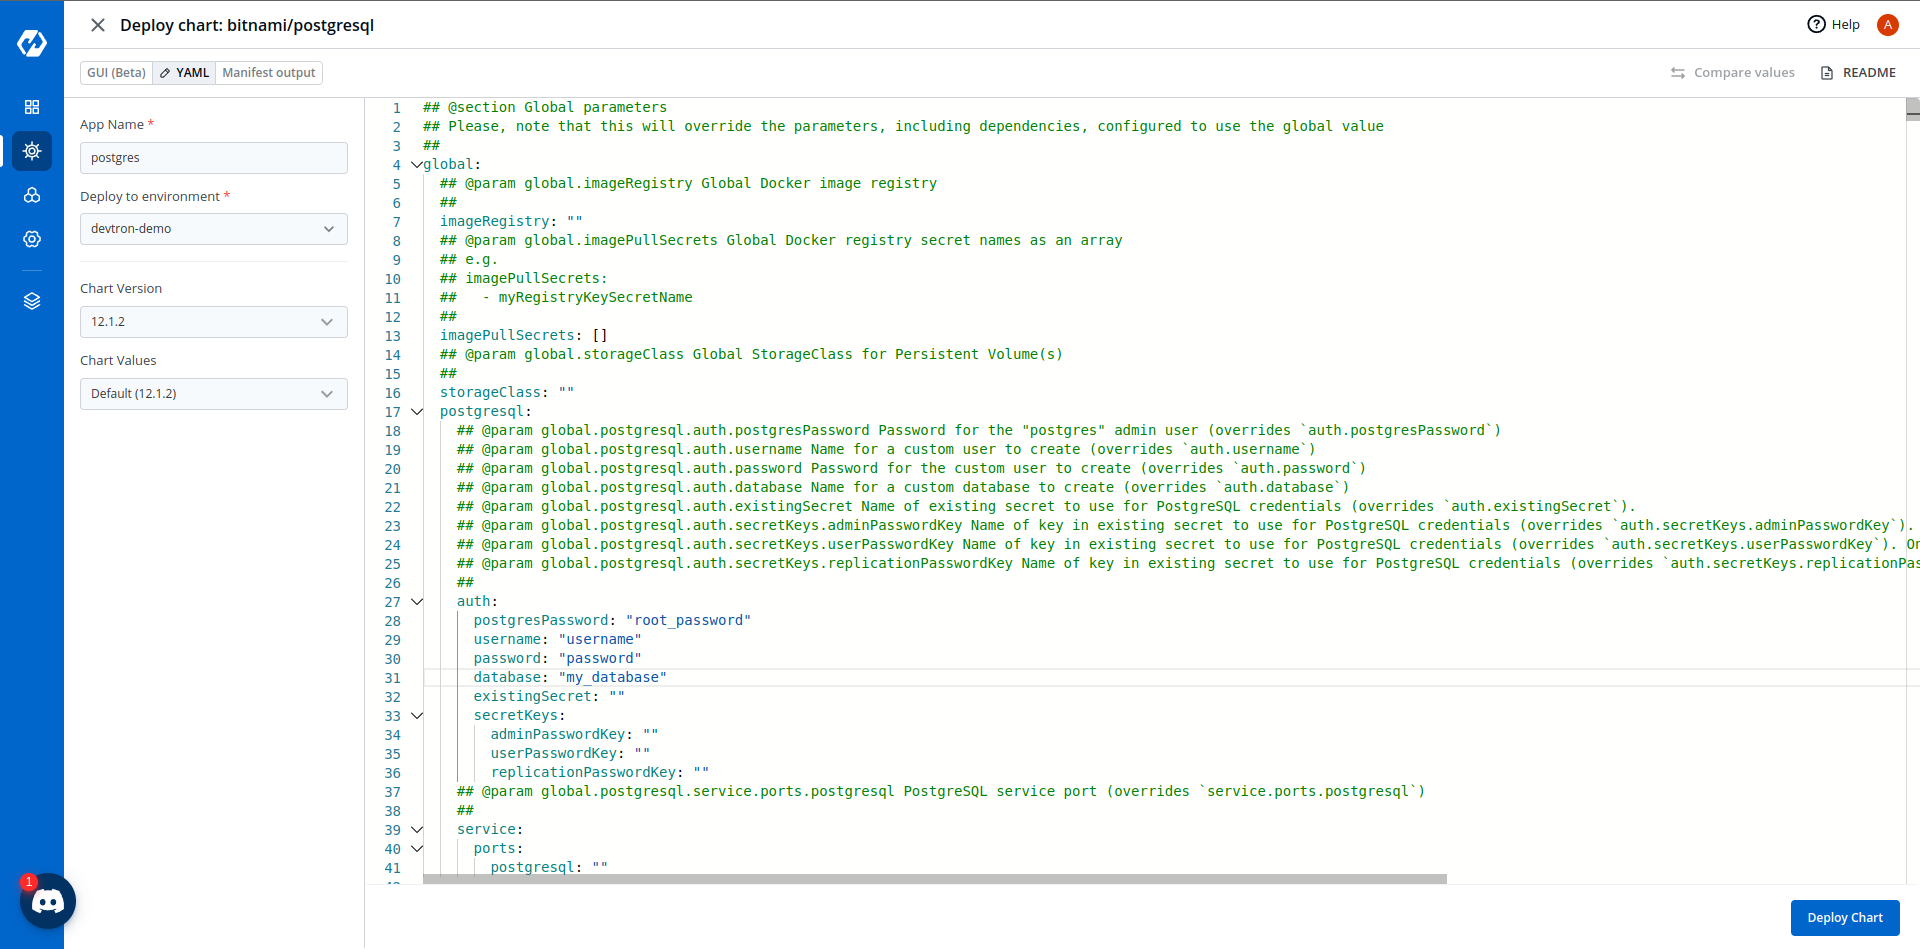 Deploy chart: bitnami/postgresql
Help
A
GUI (Beta)
YAML
Manifest output
Compare values
README
App Name *
postgres
Deploy to environment *
devtron-demo
Chart Version
12.1.2
Chart Values
Default (12.1.2)
1 ## @section Global parameters
2 ## Please, note that this will override the parameters, including dependencies, configured to use the global value
3 ##
4 global:
5 ## @param global.imageRegistry Global Docker image registry
6 ##
7 imageRegistry: ""
8 ## @param global.imagePullSecrets Global Docker registry secret names as an array
9 ## e.g.
10 ## imagePullSecrets:
11 ##   - myRegistryKeySecretName
12 ##
13 imagePullSecrets: []
14 ## @param global.storageClass Global StorageClass for Persistent Volume(s)
15 ##
16 storageClass: ""
17 postgresql:
18 ## @param global.postgresql.auth.postgresPassword Password for the "postgres" admin user (overrides `auth.postgresPassword`)
19 ## @param global.postgresql.auth.username Name for a custom user to create (overrides `auth.username`)
20 ## @param global.postgresql.auth.password Password for the custom user to create (overrides `auth.password`)
21 ## @param global.postgresql.auth.database Name for a custom database to create (overrides `auth.database`)
22 ## @param global.postgresql.auth.existingSecret Name of existing secret to use for PostgreSQL credentials (overrides `auth.existingSecret`).
23 ## @param global.postgresql.auth.secretKeys.adminPasswordKey Name of key in existing secret to use for PostgreSQL credentials (overrides `auth.secretKeys.adminPasswordKey`).
24 ## @param global.postgresql.auth.secretKeys.userPasswordKey Name of key in existing secret to use for PostgreSQL credentials (overrides `auth.secretKeys.userPasswordKey`).
25 ## @param global.postgresql.auth.secretKeys.replicationPasswordKey Name of key in existing secret to use for PostgreSQL credentials (overrides `auth.secretKeys.replicationPas
26 ##
27 auth:
28 postgresPassword: "root_password"
29 username: "username"
30 password: "password"
31 database: "my_database"
32 existingSecret: ""
33 secretKeys:
34 adminPasswordKey: ""
35 userPasswordKey: ""
36 replicationPasswordKey: ""
37 ## @param global.postgresql.service.ports.postgresql PostgreSQL service port (overrides `service.ports.postgresql`)
38 ##
39 service:
40 ports:
41 postgresql: ""
1
Deploy Chart